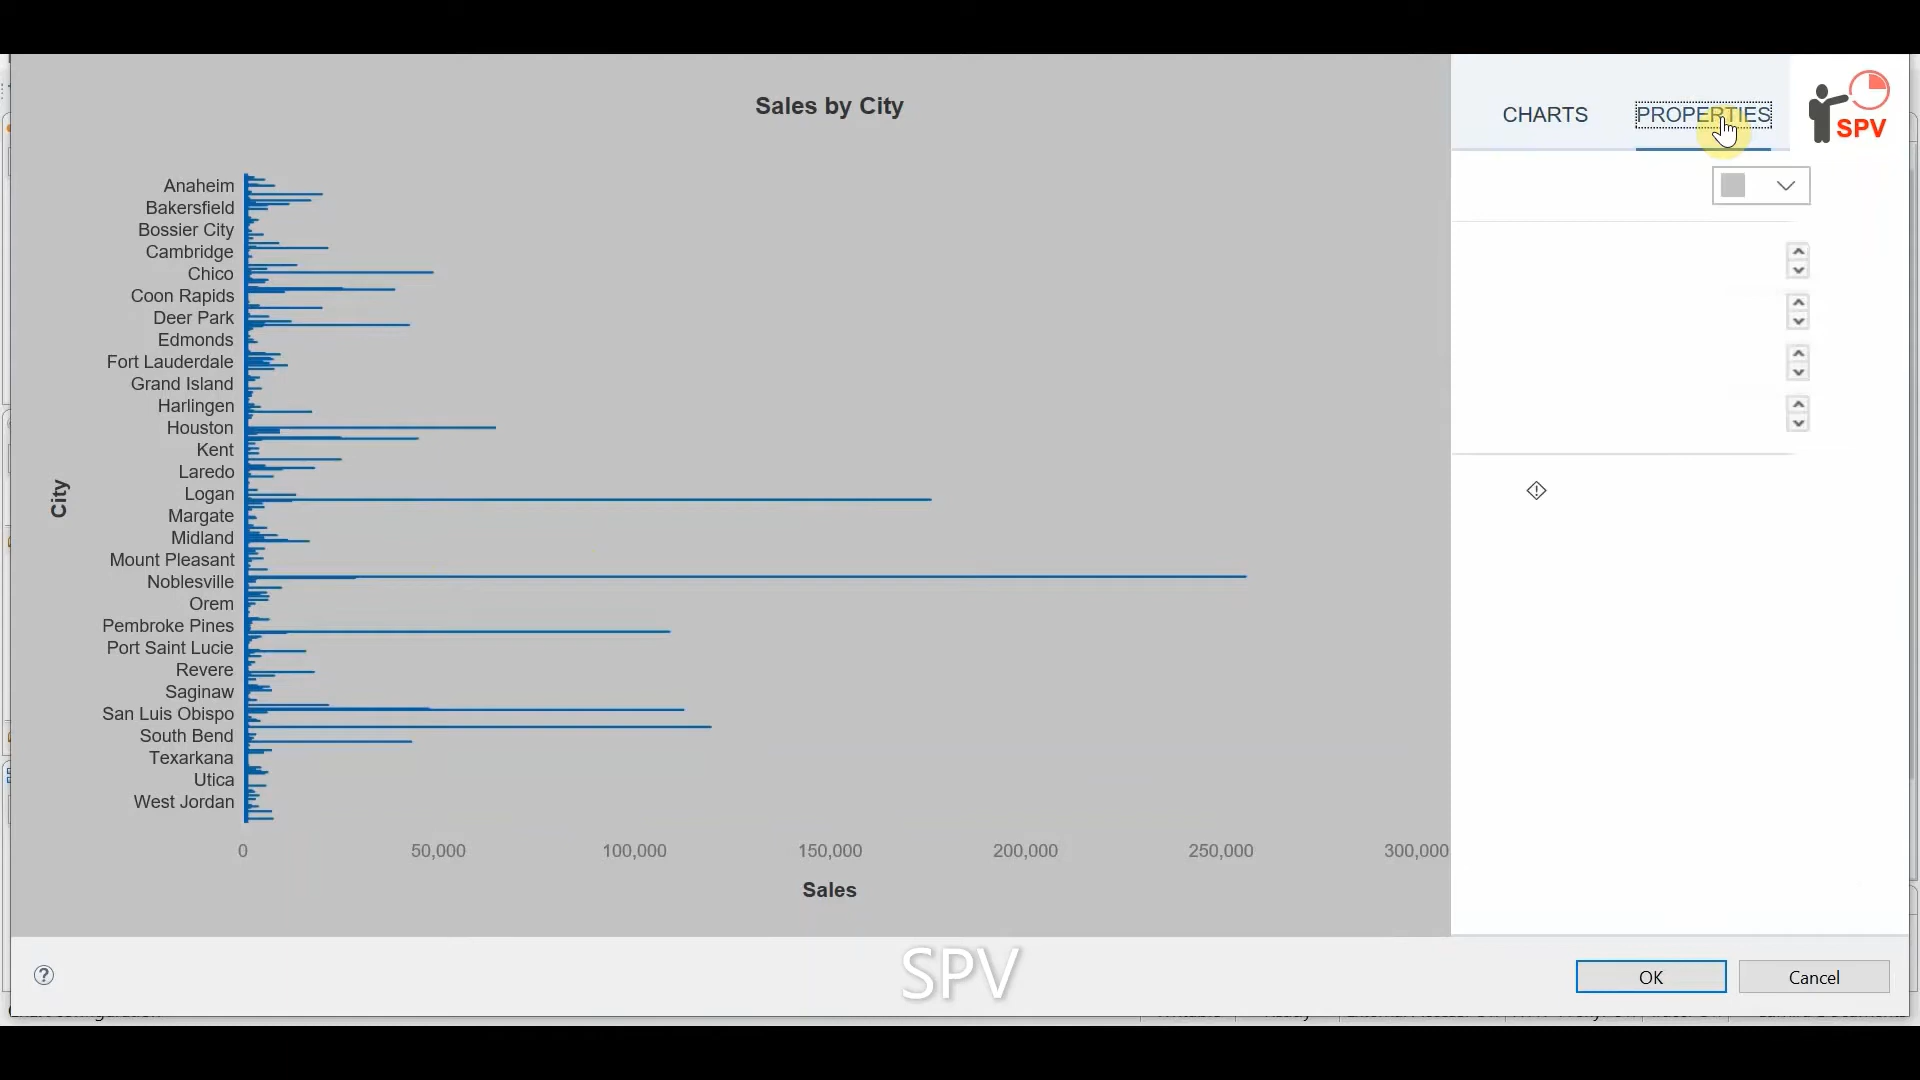 Sales by City
CHARTS
PROPERTIES
SPV
Anaheim
Bakersfield
Bossier City
Cambridge
Chico
Coon Rapids
Deer Park
Edmonds
Fort Lauderdale
Grand Island
Harlingen
Houston
Kent
Laredo
Logan
Margate
Midland
Mount Pleasant
Noblesville
Orem
Pembroke Pines
Port Saint Lucie
Revere
Saginaw
San Luis Obispo
South Bend
Texarkana
Utica
West Jordan
City
0 50,000 100,000 150,000 200,000 250,000 300,000
Sales
SPV
OK
Cancel